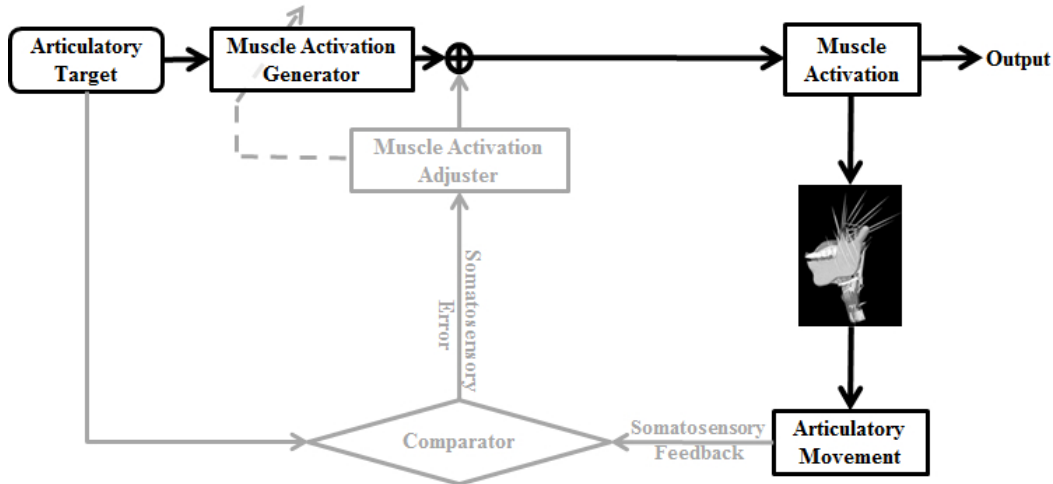 Articulatory
Target
Muscle Activation
Generator
Muscle
Activation
Output
Muscle Activation
Adjuster
Somatosensory
Error
Comparator
Somatosensory
Feedback
Articulatory
Movement